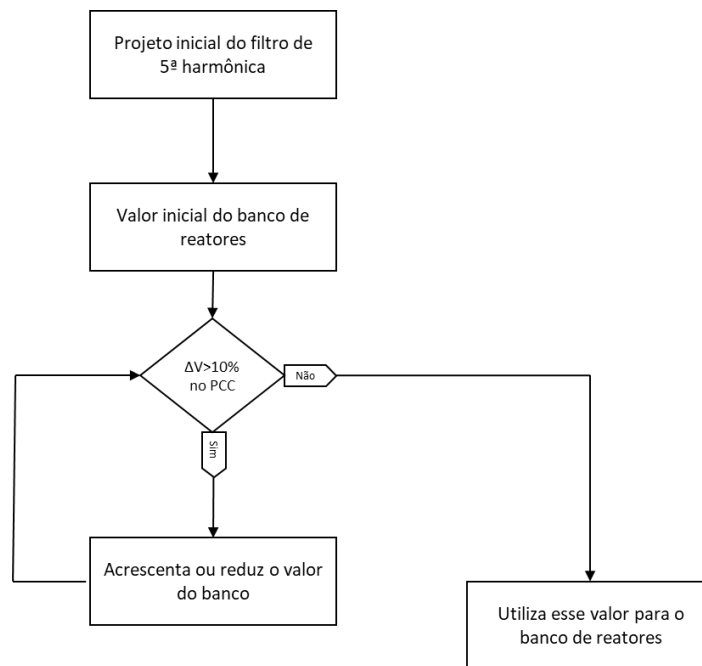 Projeto inicial do filtro de
5ª harmônica
Valor inicial do banco de
reatores
ΔV>10%
no PCC
Não
Sim
Acrescenta ou reduz o valor
do banco
Utiliza esse valor para o
banco de reatores